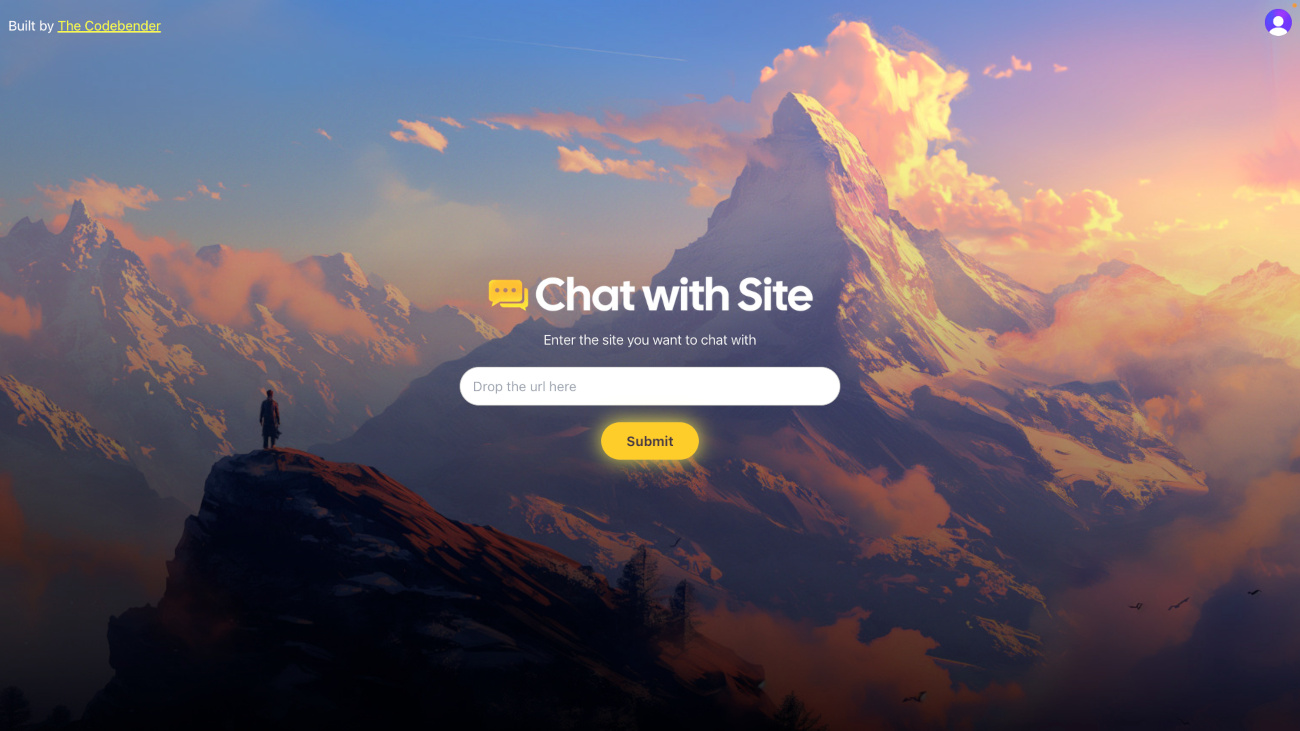 Built by The Codebender
Chat with Site
Enter the site you want to chat with
Drop the url here
Submit